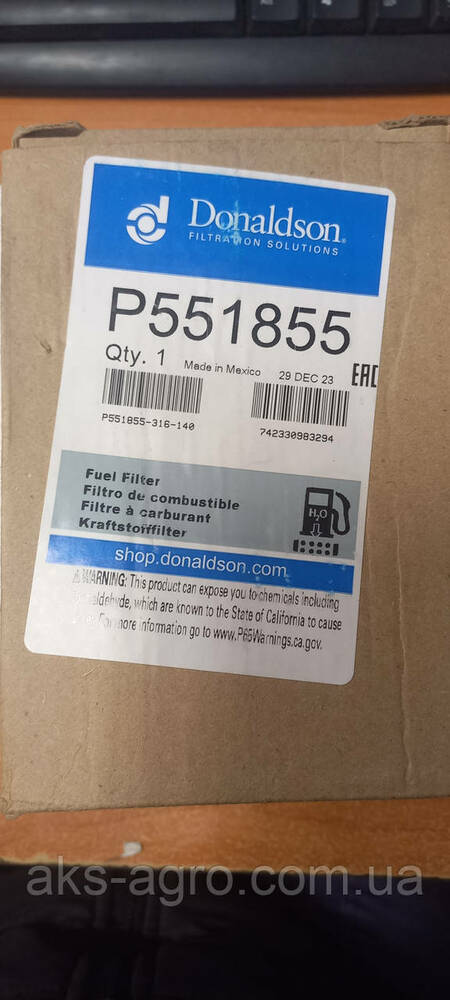 Donaldson®
FILTRATION SOLUTIONS
P551855
Qty. 1 Made in Mexico 29 DEC 23 EAC
P551855-316-140 742330983294
Fuel Filter
Filtro de combustible
Filtre à carburant
Kraftstofffilter
H₂O
shop.donaldson.com
⚠WARNING: This product can expose you to chemicals including
which are known to the State of California to cause
For more information go to www.P65Warnings.ca.gov.
aks-agro.com.ua